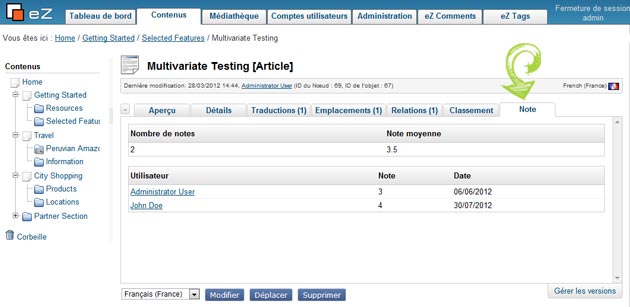 eZ
Tableau de bord
Contenus
Médiathèque
Comptes utilisateurs
Administration
eZ Comments
eZ Tags
Fermeture de session
admin
Vous êtes ici : Home / Getting Started / Selected Features / Multivariate Testing
Contenus
Home
Getting Started
Resources
Selected Featu
Travel
Peruvian Amazo
Information
City Shopping
Products
Locations
Partner Section
Corbeille
Multivariate Testing [Article]
Dernière modification: 28/03/2012 14:44, Administrator User (ID du Nœud : 69, ID de l'objet : 67)
French (France)
Aperçu
Détails
Traductions (1)
Emplacements (1)
Relations (1)
Classement
Note
Nombre de notes Note moyenne
2 3.5
Utilisateur Note Date
Administrator User 3 06/06/2012
John Doe 4 30/07/2012
Français (France)
Modifier
Déplacer
Supprimer
Gérer les versions